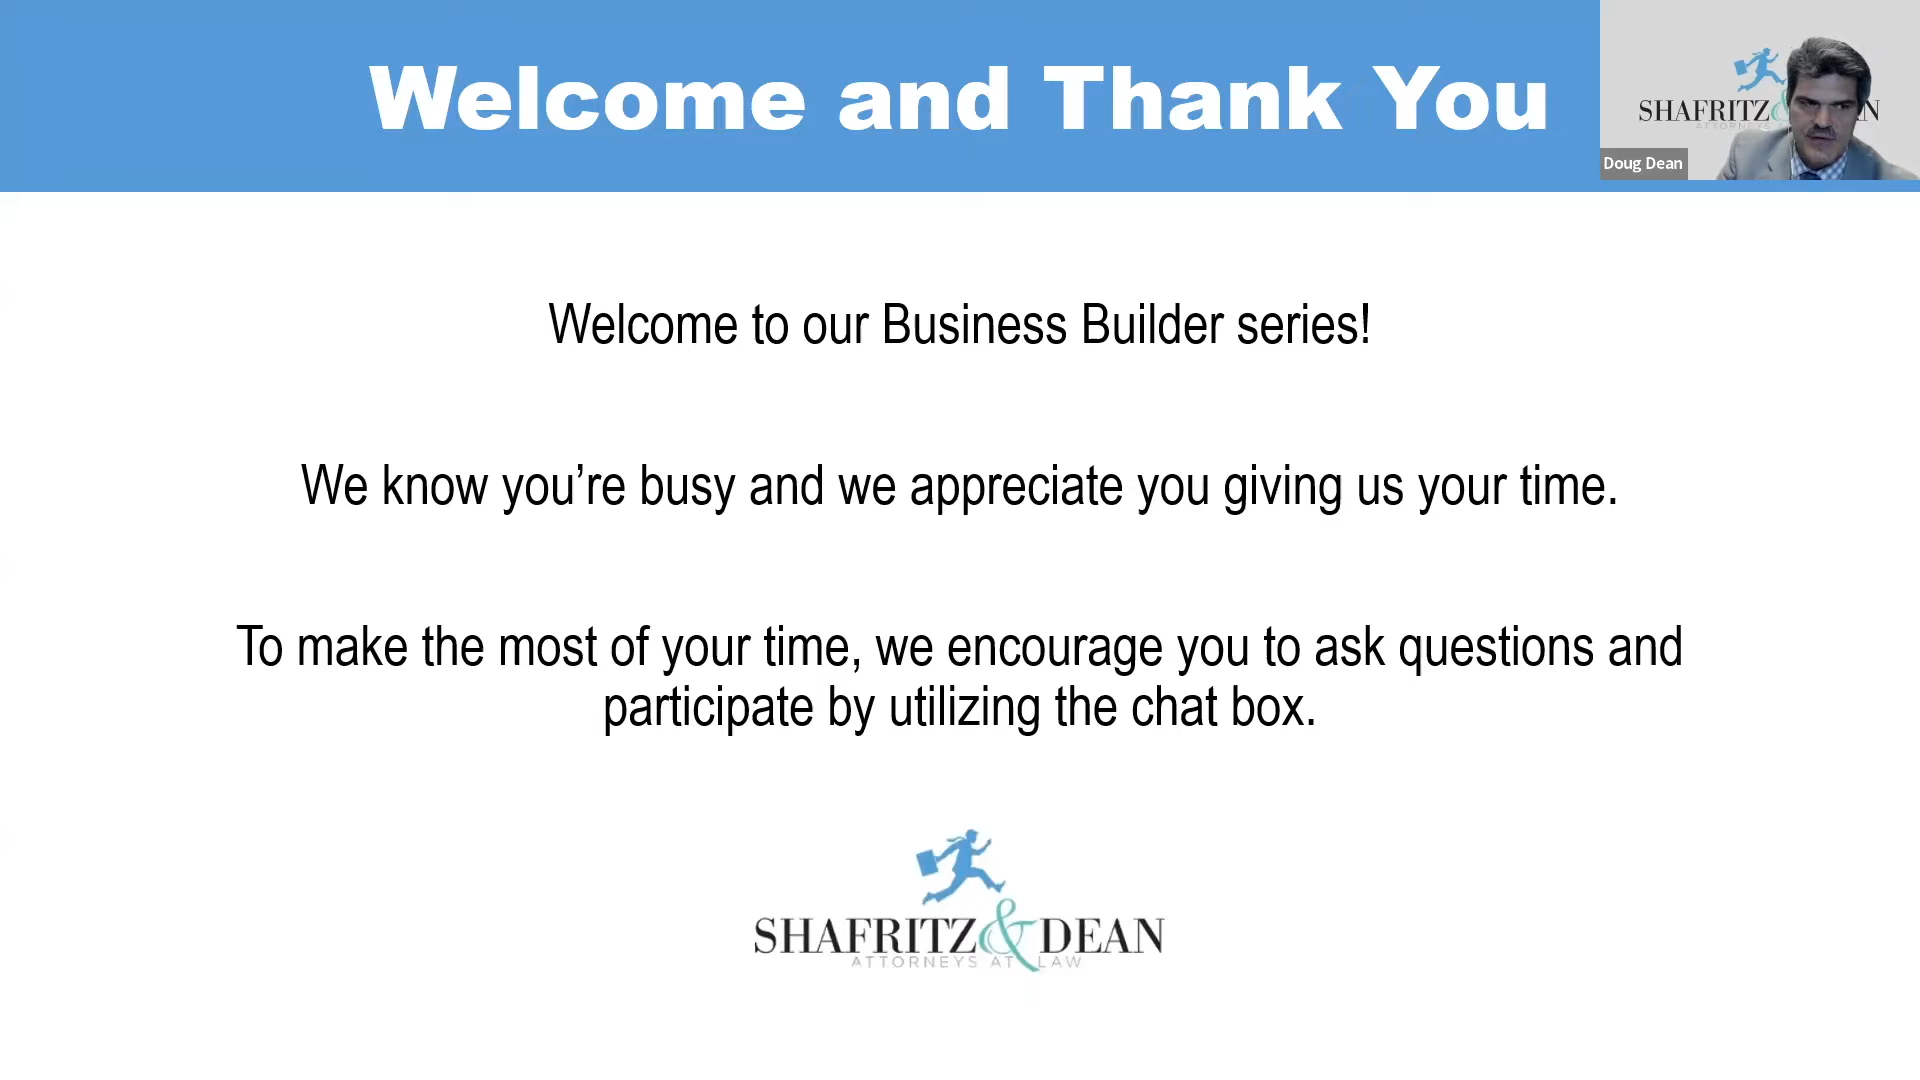 Welcome and Thank You
SHAFRITZ
Doug Dean
Welcome to our Business Builder series!
We know you’re busy and we appreciate you giving us your time.
To make the most of your time, we encourage you to ask questions and
participate by utilizing the chat box.
SHAFRITZ & DEAN
ATTORNEYS AT LAW